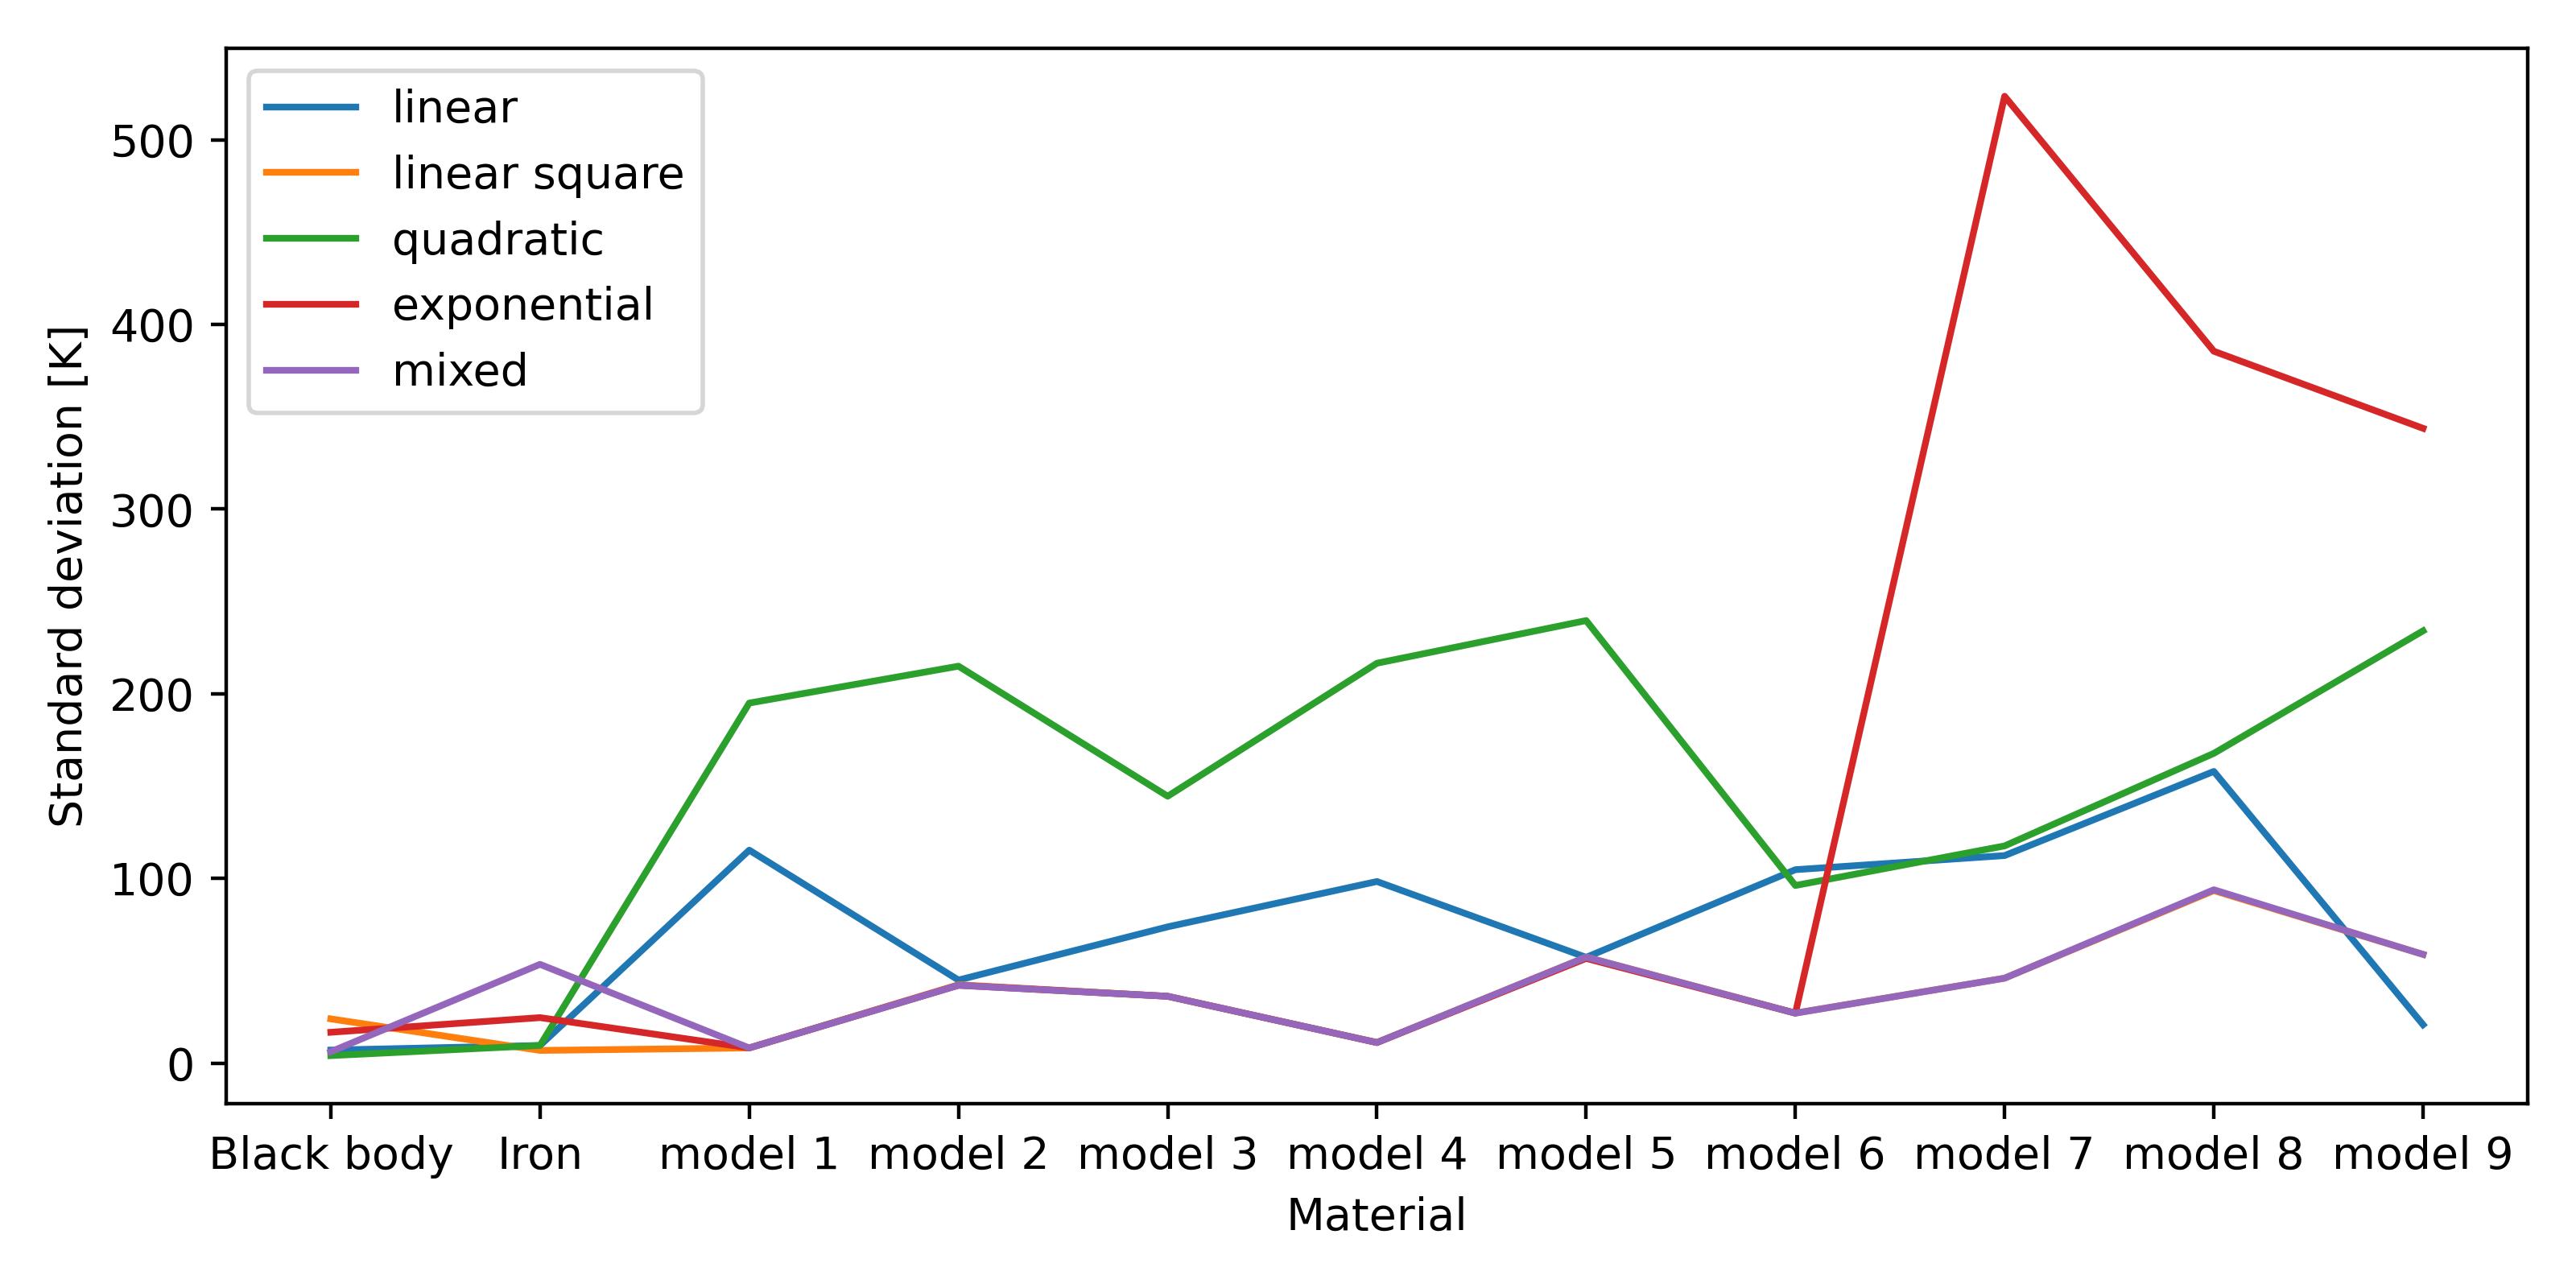 linear
linear square
quadratic
exponential
mixed
Standard deviation [K]
500
400
300
200
100
0
Black body Iron model 1 model 2 model 3 model 4 model 5 model 6 model 7 model 8 model 9
Material